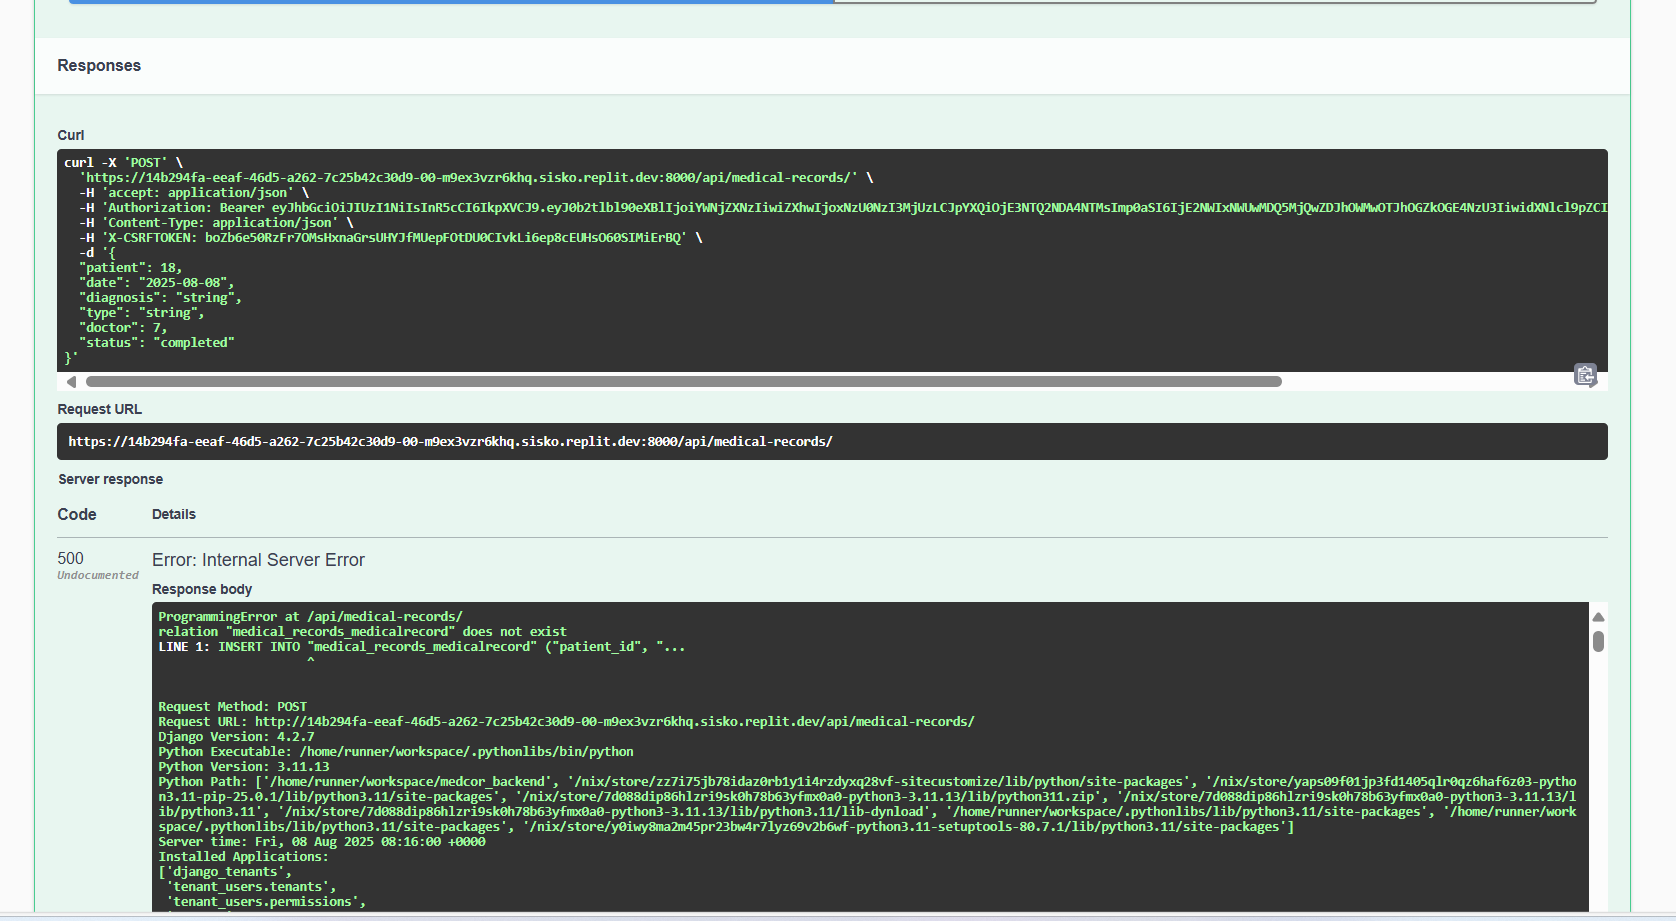 Responses
Curl
curl -X 'POST' \
'https://14b294fa-eeaf-46d5-a262-7c25b42c30d9-00-m9ex3vzr6khq.sisko.replit.dev:8000/api/medical-records/' \
-H 'accept: application/json' \
-H 'Authorization: Bearer eyJhbGciOiJIUzI1NiIsInR5cCI6IkpXVCJ9.eyJ0b2tlbl90eXBlIjoiYWNjZXNzIiwiZXhwIjoxNzU0NzI3MjUzLCJpYXQiOjE3NTQ2NDA4NTMsImp0aSI6IjE2NWIxNWUwMDQ5MjQwZDJhOWMwOTJhOGZkOGE4NzU3IiwidXNlcl9pZCI
-H 'Content-Type: application/json' \
-H 'X-CSRFTOKEN: boZb6e50RzFr7OMsHxnaGrsUHYJfMUepFOtDU0CIvkLi6ep8cEUHsO60SIMiErBQ' \
-d '{
"patient": 18,
"date": "2025-08-08",
"diagnosis": "string",
"type": "string",
"doctor": 7,
"status": "completed"
}'
Request URL
https://14b294fa-eeaf-46d5-a262-7c25b42c30d9-00-m9ex3vzr6khq.sisko.replit.dev:8000/api/medical-records/
Server response
Code Details
500 Error: Internal Server Error
Undocumented
Response body
ProgrammingError at /api/medical-records/
relation "medical_records_medicalrecord" does not exist
LINE 1: INSERT INTO "medical_records_medicalrecord" ("patient_id", "...
^
Request Method: POST
Request URL: http://14b294fa-eeaf-46d5-a262-7c25b42c30d9-00-m9ex3vzr6khq.sisko.replit.dev/api/medical-records/
Django Version: 4.2.7
Python Executable: /home/runner/workspace/.pythonlibs/bin/python
Python Version: 3.11.13
Python Path: ['/home/runner/workspace/medcor_backend', '/nix/store/zz7i75jb78idaz0rb1y1i4rzdyxq28vf-sitecustomize/lib/python/site-packages', '/nix/store/yaps09f01jp3fd1405qlr0qz6haf6z03-pytho
n3.11-pip-25.0.1/lib/python3.11/site-packages', '/nix/store/7d088dip86hlzri9sk0h78b63yfmx0a0-python3-3.11.13/lib/python311.zip', '/nix/store/7d088dip86hlzri9sk0h78b63yfmx0a0-python3-3.11.13/l
ib/python3.11', '/nix/store/7d088dip86hlzri9sk0h78b63yfmx0a0-python3-3.11.13/lib/python3.11/lib-dynload', '/home/runner/workspace/.pythonlibs/lib/python3.11/site-packages', '/home/runner/work
space/.pythonlibs/lib/python3.11/site-packages', '/nix/store/y0iwy8ma2m45pr23bw4r7lyz69v2b6wf-python3.11-setuptools-80.7.1/lib/python3.11/site-packages']
Server time: Fri, 08 Aug 2025 08:16:00 +0000
Installed Applications:
['django_tenants',
'tenant_users.tenants',
'tenant_users.permissions',